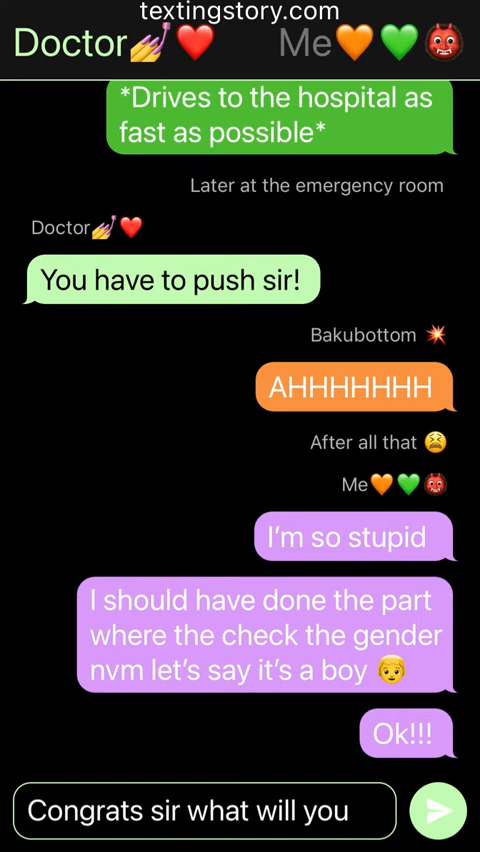 textingstory.com
Doctor💅❤️ Me🧡💚👹
*Drives to the hospital as
fast as possible*
Later at the emergency room
Doctor💅❤️
You have to push sir!
Bakubottom 💥
AHHHHHHH
After all that 😫
Me🧡💚👹
I'm so stupid
I should have done the part
where the check the gender
nvm let's say it's a boy 👦
Ok!!!
Congrats sir what will you